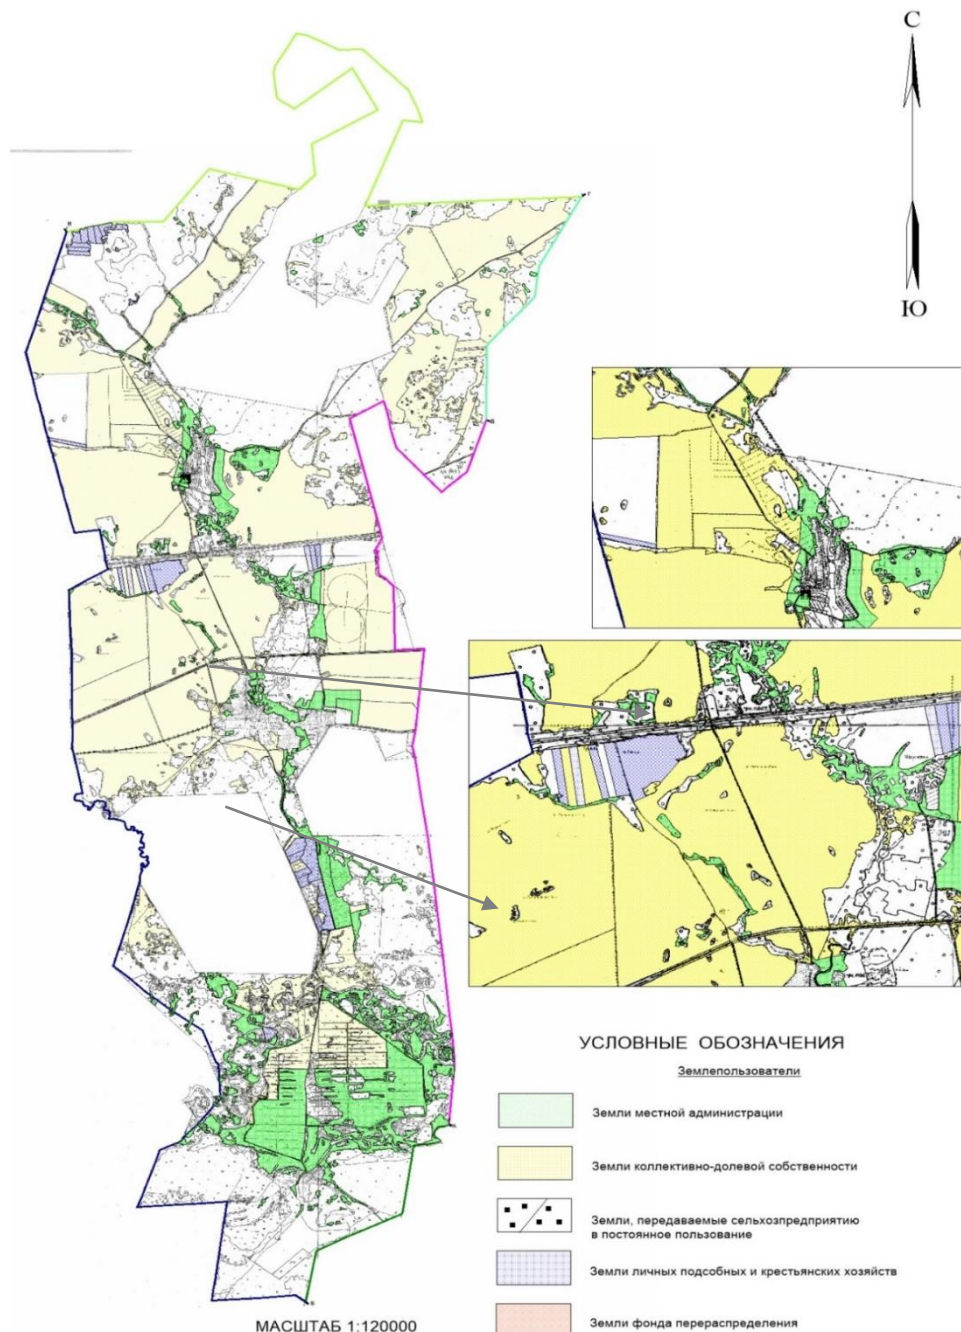 С
Ю
УСЛОВНЫЕ ОБОЗНАЧЕНИЯ
Землепользователи
Земли местной администрации
Земли коллективно-долевой собственности
Земли, передаваемые сельхозпредприятию
в постоянное пользование
Земли личных подсобных и крестьянских хозяйств
Земли фонда перераспределения
МАСШТАБ 1:120000